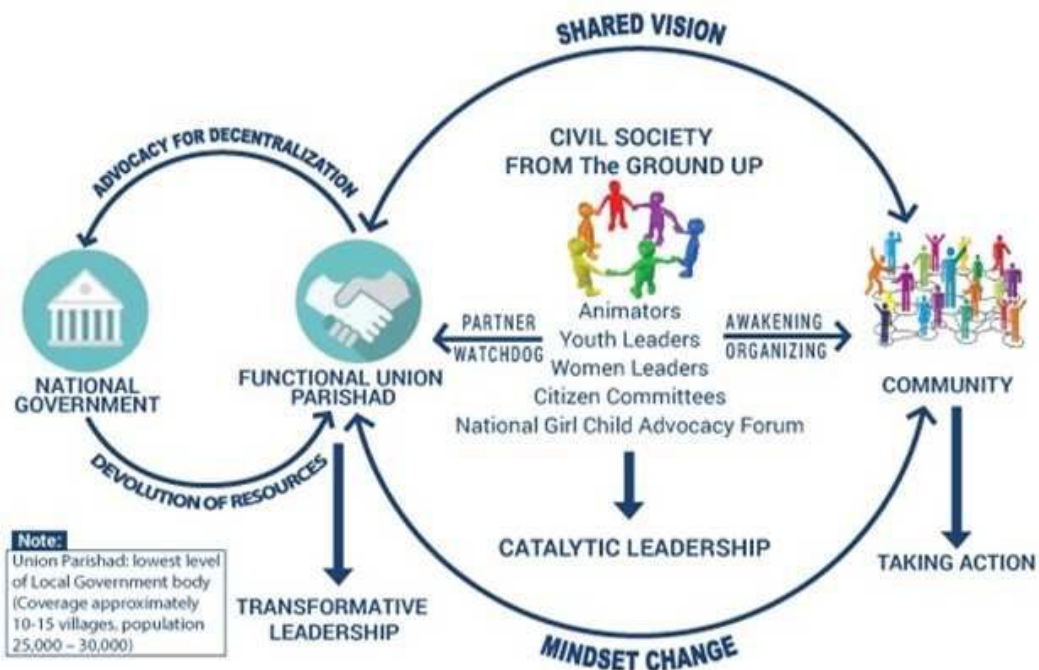 SHARED VISION
ADVOCACY FOR DECENTRALIZATION
CIVIL SOCIETY
FROM The GROUND UP
Animators
Youth Leaders
Women Leaders
Citizen Committees
National Girl Child Advocacy Forum
PARTNER
WATCHDOG
AWAKENING
ORGANIZING
NATIONAL
GOVERNMENT
FUNCTIONAL UNION
PARISHAD
COMMUNITY
DEVOLUTION OF RESOURCES
CATALYTIC LEADERSHIP
TAKING ACTION
TRANSFORMATIVE
LEADERSHIP
MINDSET CHANGE
Note:
Union Parishad: lowest level
of Local Government body
(Coverage approximately
10-15 villages, population
25,000 – 30,000)